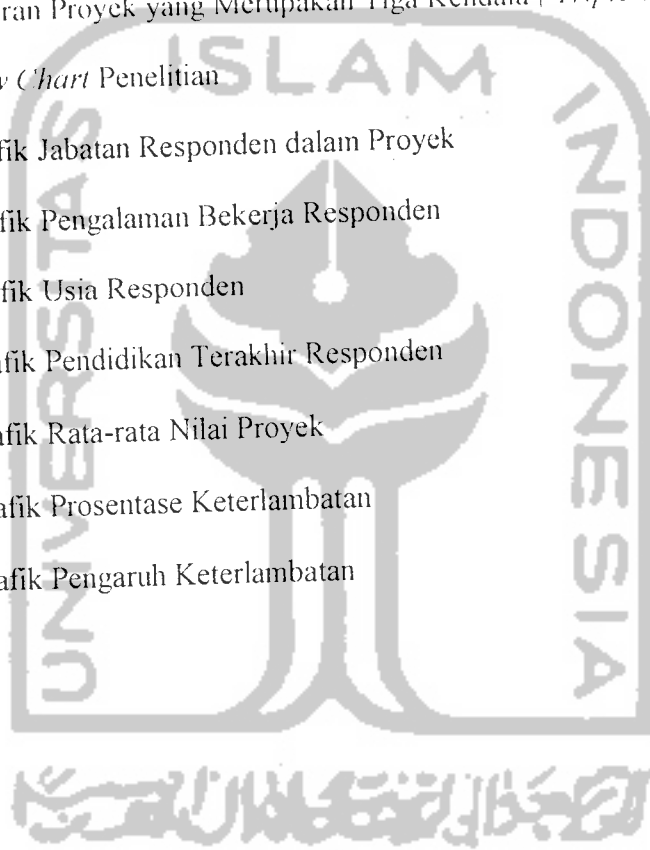 ran Proyek yang Merupakan Tiga Kendala (
Chart Penelitian
fik Jabatan Responden dalam Proyek
fik Pengalaman Bekerja Responden
fik Usia Responden
afik Pendidikan Terakhir Responden
afik Rata-rata Nilai Proyek
afik Prosentase Keterlambatan
afik Pengaruh Keterlambatan
UNIVERSITAS
ISLAM
INDONESIA